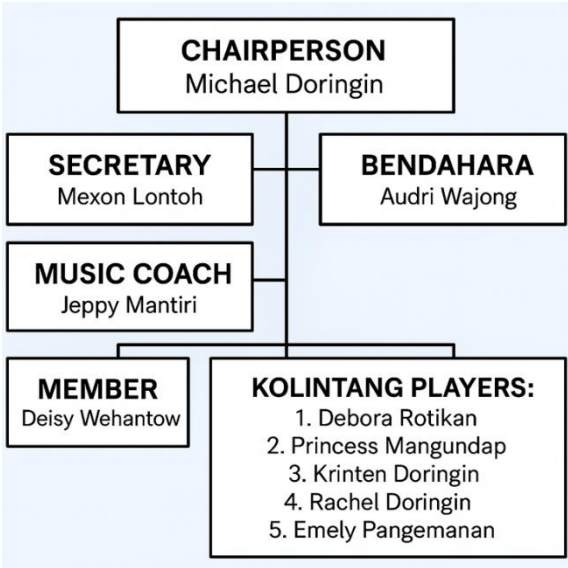 CHAIRPERSON
Michael Doringin
SECRETARY
Mexon Lontoh
BENDAHARA
Audri Wajong
MUSIC COACH
Jeppy Mantiri
MEMBER
Deisy Wehantow
KOLINTANG PLAYERS:
1. Debora Rotikan
2. Princess Mangundap
3. Krinten Doringin
4. Rachel Doringin
5. Emely Pangemanan